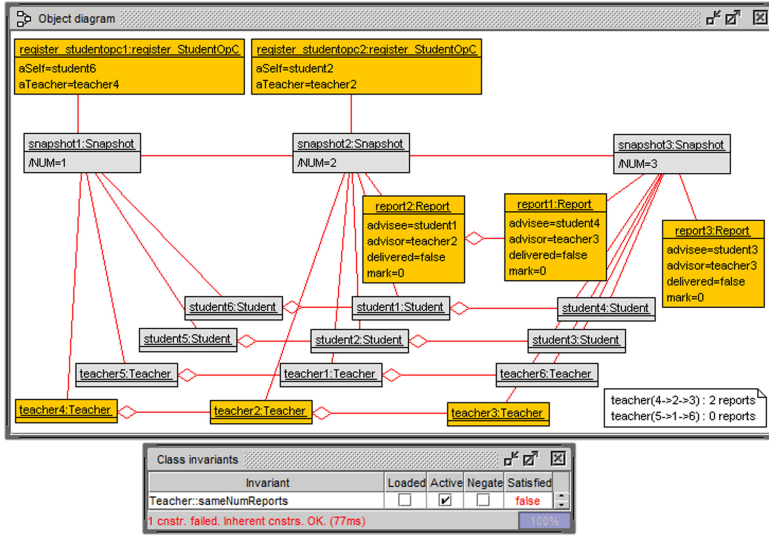 Object diagram
register_studentopc1:register_StudentOpC
aSelf=student6
aTeacher=teacher4
register_studentopc2:register_StudentOpC
aSelf=student2
aTeacher=teacher2
snapshot1:Snapshot
/NUM=1
snapshot2:Snapshot
/NUM=2
snapshot3:Snapshot
/NUM=3
report2:Report
advisee=student1
advisor=teacher2
delivered=false
mark=0
report1:Report
advisee=student4
advisor=teacher3
delivered=false
mark=0
report3:Report
advisee=student3
advisor=teacher3
delivered=false
mark=0
student6:Student
student1:Student
student4:Student
student5:Student
student2:Student
student3:Student
teacher5:Teacher
teacher1:Teacher
teacher6:Teacher
teacher4:Teacher
teacher2:Teacher
teacher3:Teacher
teacher(4->2->3) : 2 reports
teacher(5->1->6) : 0 reports
Class invariants
Invariant Loaded Active Negate Satisfied
Teacher::sameNumReports false
1 cnstr. failed. Inherent cnstrs. OK. (77ms) 100%